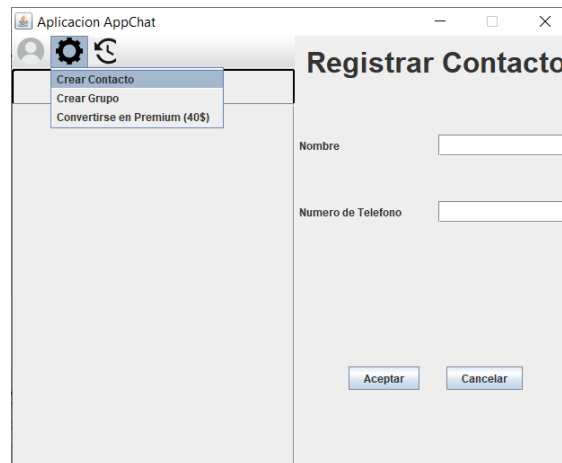 Aplicacion AppChat
Registrar Contacto
Crear Contacto
Crear Grupo
Convertirse en Premium (40$)
Nombre
Numero de Telefono
Aceptar
Cancelar